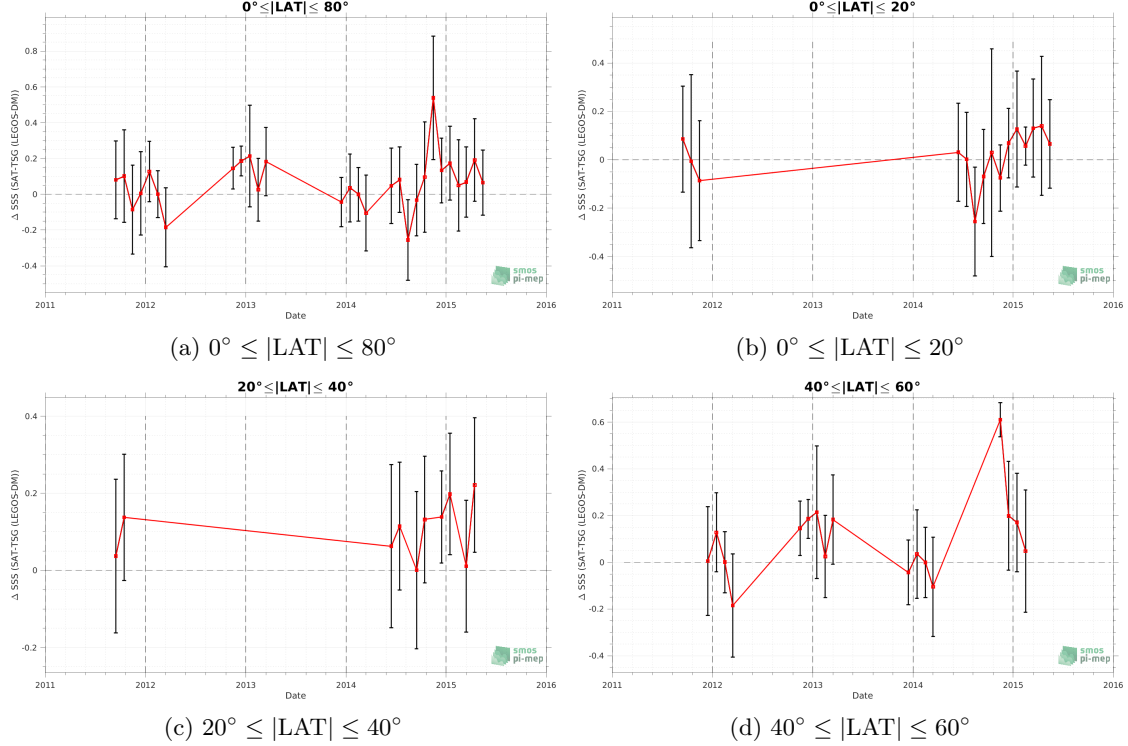 0°≤|LAT|≤ 80°
Δ SSS (SAT-TSG (LEGOS-DM))
0.8
0.6
0.4
0.2
0
-0.2
-0.4
2011 2012 2013 2014 2015 2016
Date
smos
pi-mep
(a) 0° ≤ |LAT| ≤ 80°
0°≤|LAT|≤ 20°
Δ SSS (SAT-TSG (LEGOS-DM))
0.4
0.2
0
-0.2
-0.4
2011 2012 2013 2014 2015 2016
Date
smos
pi-mep
(b) 0° ≤ |LAT| ≤ 20°
20°≤|LAT|≤ 40°
Δ SSS (SAT-TSG (LEGOS-DM))
0.4
0.2
0
-0.2
2011 2012 2013 2014 2015 2016
Date
smos
pi-mep
(c) 20° ≤ |LAT| ≤ 40°
40°≤|LAT|≤ 60°
Δ SSS (SAT-TSG (LEGOS-DM))
0.6
0.4
0.2
0
-0.2
-0.4
2011 2012 2013 2014 2015 2016
Date
smos
pi-mep
(d) 40° ≤ |LAT| ≤ 60°